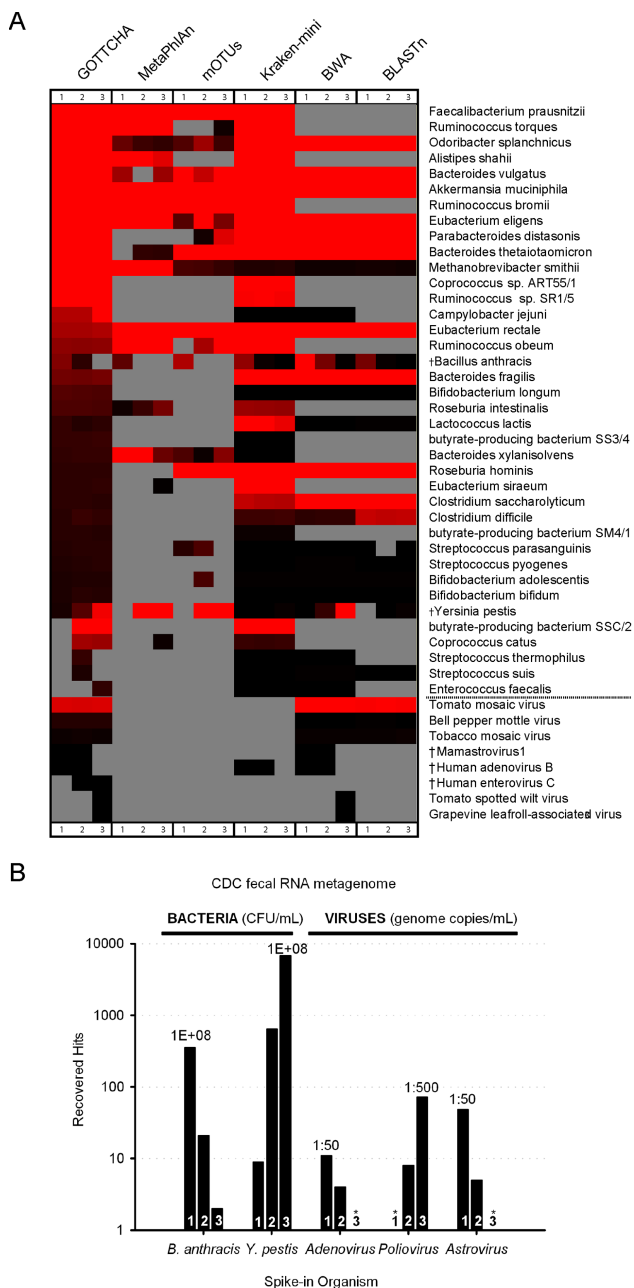 A
GOTTCHA MetaPhlAn mOTUs Kraken-mini BWA BLASTn
1 2 3 1 2 3 1 2 3 1 2 3 1 2 3 1 2 3
Faecalibacterium prausnitzii
Ruminococcus torques
Odoribacter splanchnicus
Alistipes shahii
Bacteroides vulgatus
Akkermansia muciniphila
Ruminococcus bromii
Eubacterium eligens
Parabacteroides distasonis
Bacteroides thetaiotaomicron
Methanobrevibacter smithii
Coprococcus sp. ART55/1
Ruminococcus sp. SR1/5
Campylobacter jejuni
Eubacterium rectale
Ruminococcus obeum
†Bacillus anthracis
Bacteroides fragilis
Bifidobacterium longum
Roseburia intestinalis
Lactococcus lactis
butyrate-producing bacterium SS3/4
Bacteroides xylanisolvens
Roseburia hominis
Eubacterium siraeum
Clostridium saccharolyticum
Clostridium difficile
butyrate-producing bacterium SM4/1
Streptococcus parasanguinis
Streptococcus pyogenes
Bifidobacterium adolescentis
Bifidobacterium bifidum
†Yersinia pestis
butyrate-producing bacterium SSC/2
Coprococcus catus
Streptococcus thermophilus
Streptococcus suis
Enterococcus faecalis
Tomato mosaic virus
Bell pepper mottle virus
Tobacco mosaic virus
†Mamastrovirus1
†Human adenovirus B
†Human enterovirus C
Tomato spotted wilt virus
Grapevine leafroll-associated virus
1 2 3 1 2 3 1 2 3 1 2 3 1 2 3 1 2 3
B
CDC fecal RNA metagenome
BACTERIA (CFU/mL) VIRUSES (genome copies/mL)
10000
1000
100
10
1
Recovered Hits
1E+08
1E+08
1:50
1:500
1:50
* * *
1 2 3 1 2 3 1 2 3 1 2 3 1 2 3
B. anthracis Y. pestis Adenovirus Poliovirus Astrovirus
Spike-in Organism